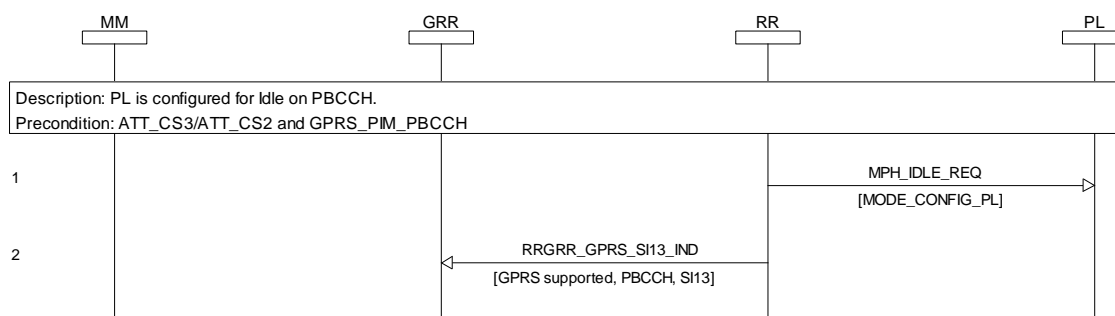 MM
GRR
RR
PL
Description: PL is configured for Idle on PBCCH.
Precondition: ATT_CS3/ATT_CS2 and GPRS_PIM_PBCCH
1
MPH_IDLE_REQ
[MODE_CONFIG_PL]
2
RRGRR_GPRS_SI13_IND
[GPRS supported, PBCCH, SI13]